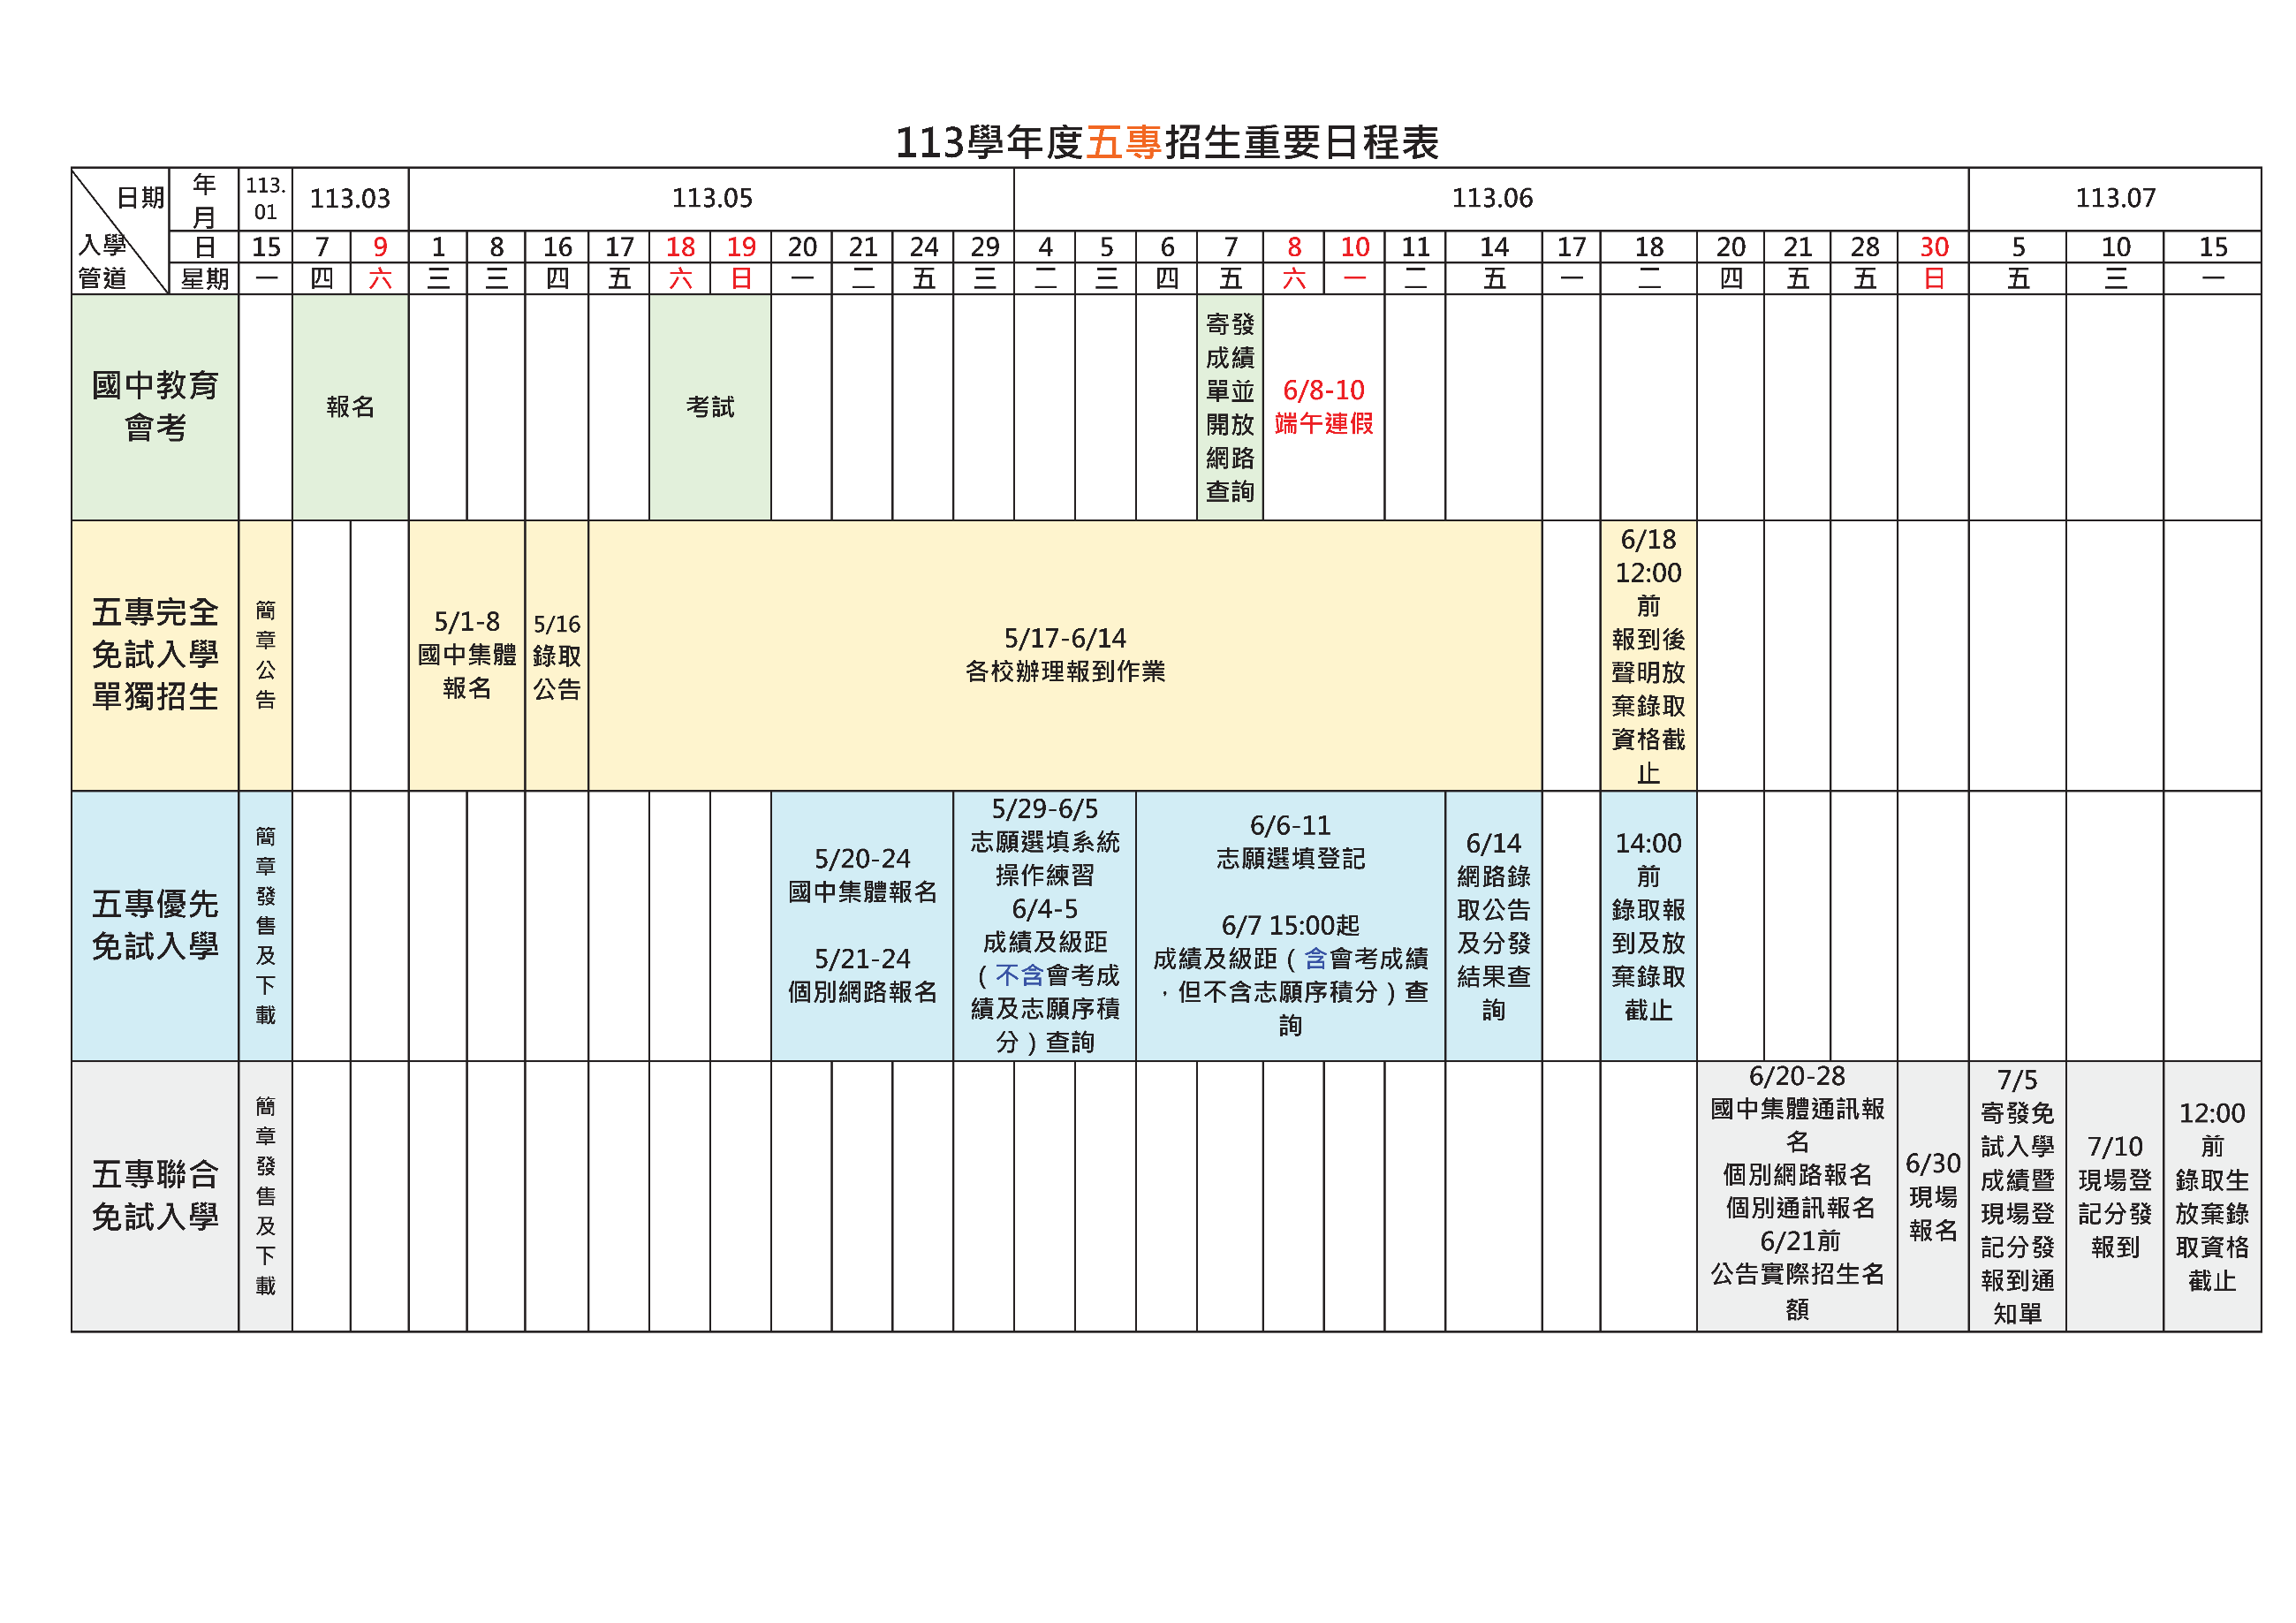 113學年度五專招生重要日程表
日期
入學
管道
年
月
113.
01
113.03
113.05
113.06
113.07
日
15
7
9
1
8
16
17
18
19
20
21
24
29
4
5
6
7
8
10
11
14
17
18
20
21
28
30
5
10
15
星期
一
四
六
三
三
四
五
六
日
一
二
五
三
二
三
四
五
六
一
二
五
一
二
四
五
五
日
五
三
一
國中教育
會考
報名
考試
寄發
成績
單並
開放
網路
查詢
6/8-10
端午連假
五專完全
免試入學
單獨招生
簡
章
公
告
5/1-8
國中集體
報名
5/16
錄取
公告
5/17-6/14
各校辦理報到作業
6/18
12:00
前
報到後
聲明放
棄錄取
資格截
止
五專優先
免試入學
簡
章
發
售
及
下
載
5/20-24
國中集體報名
5/21-24
個別網路報名
5/29-6/5
志願選填系統
操作練習
6/4-5
成績及級距
(不含會考成
績及志願序積
分)查詢
6/6-11
志願選填登記
6/7 15:00起
成績及級距(含會考成績
，但不含志願序積分)查
詢
6/14
網路錄
取公告
及分發
結果查
詢
14:00
前
錄取報
到及放
棄錄取
截止
五專聯合
免試入學
簡
章
發
售
及
下
載
6/20-28
國中集體通訊報
名
個別網路報名
個別通訊報名
6/21前
公告實際招生名
額
6/30
現場
報名
7/5
寄發免
試入學
成績暨
現場登
記分發
報到通
知單
7/10
現場登
記分發
報到
12:00
前
錄取生
放棄錄
取資格
截止